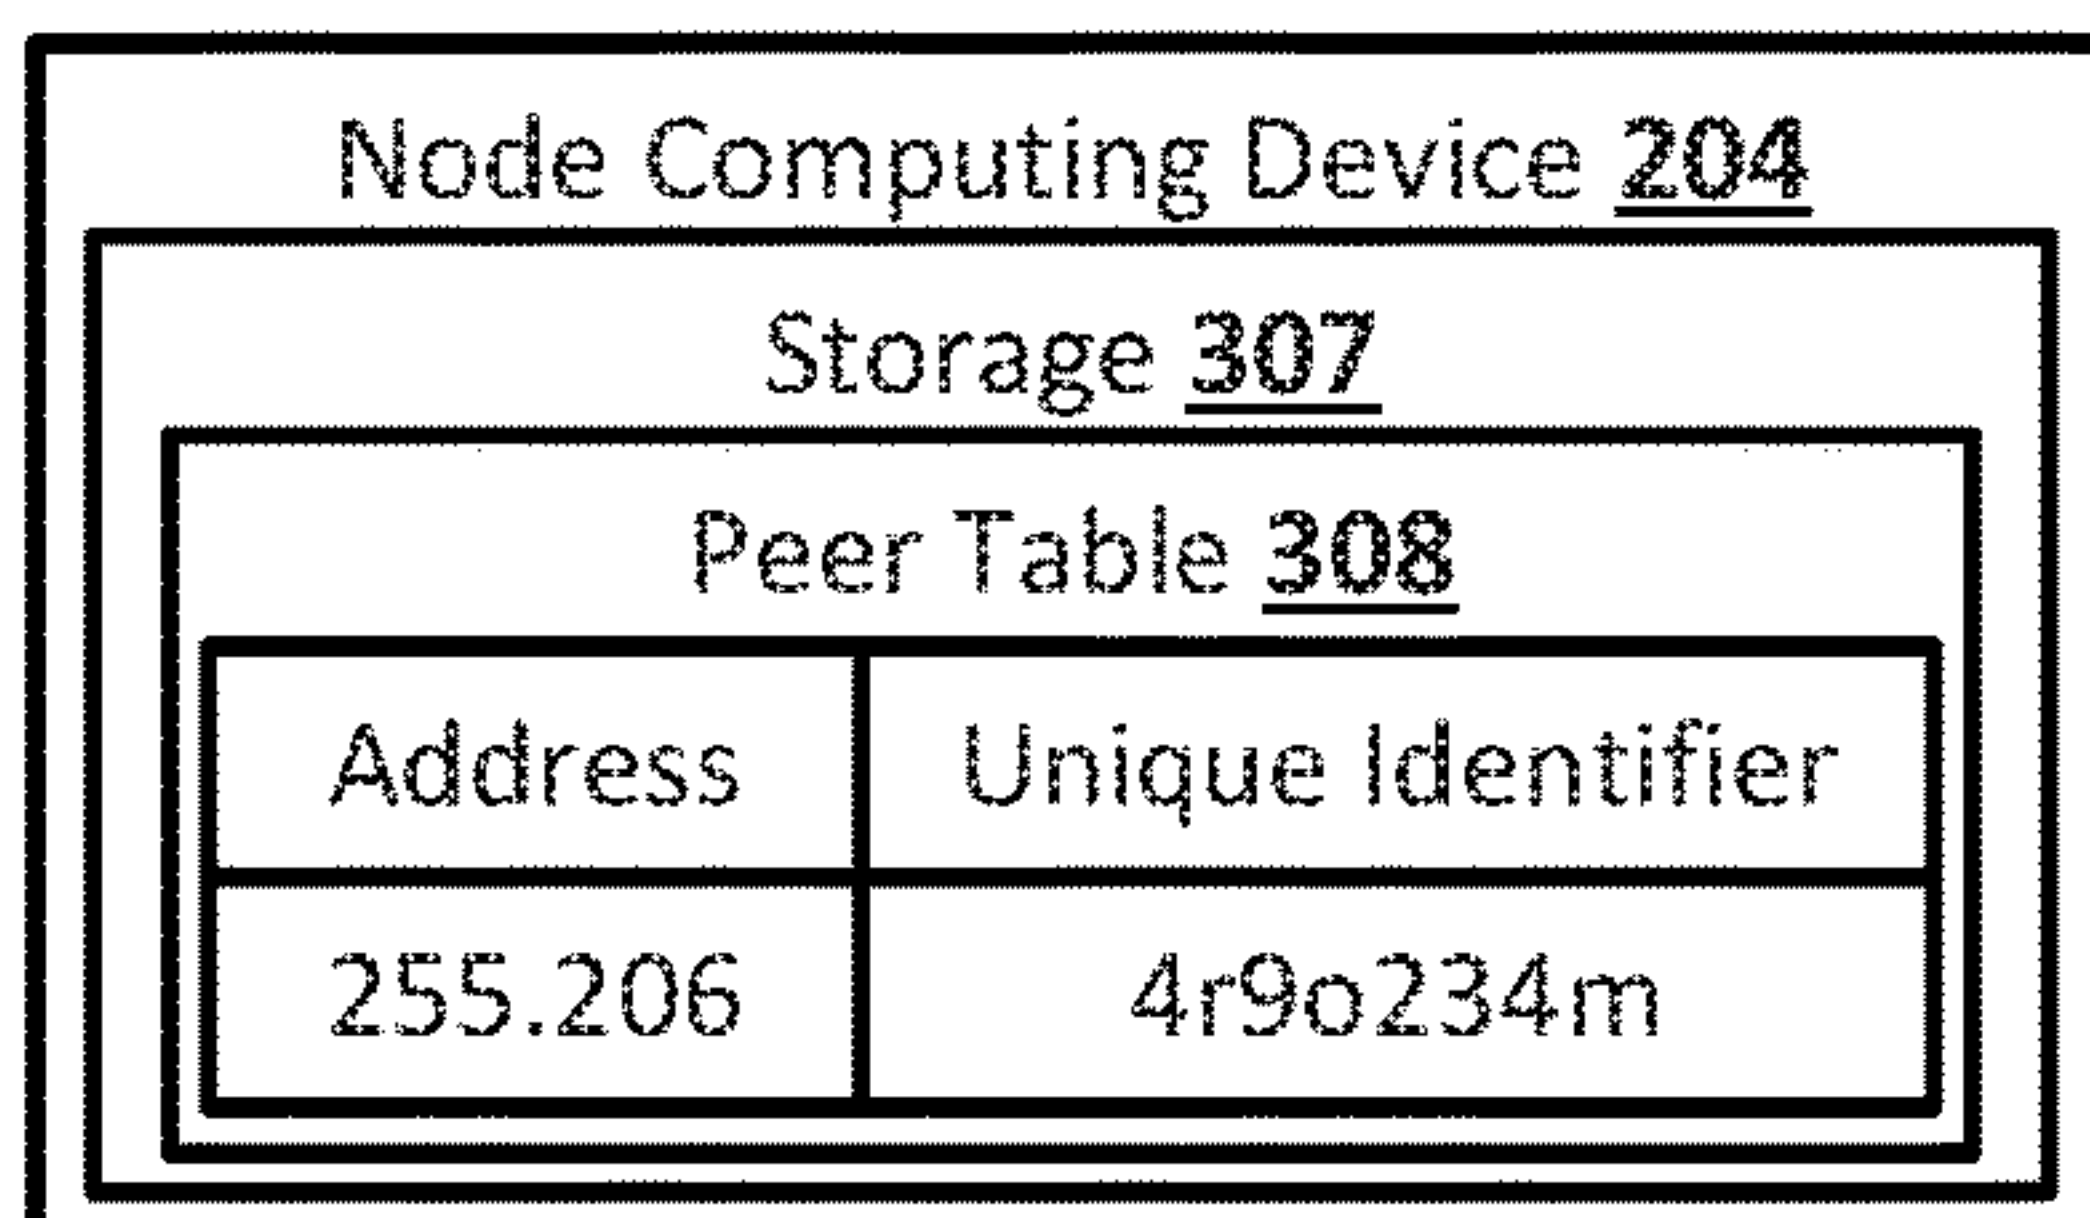 Node Computing Device 204
Storage 307
Peer Table 308
Address Unique Identifier
255.206 4r9o234m